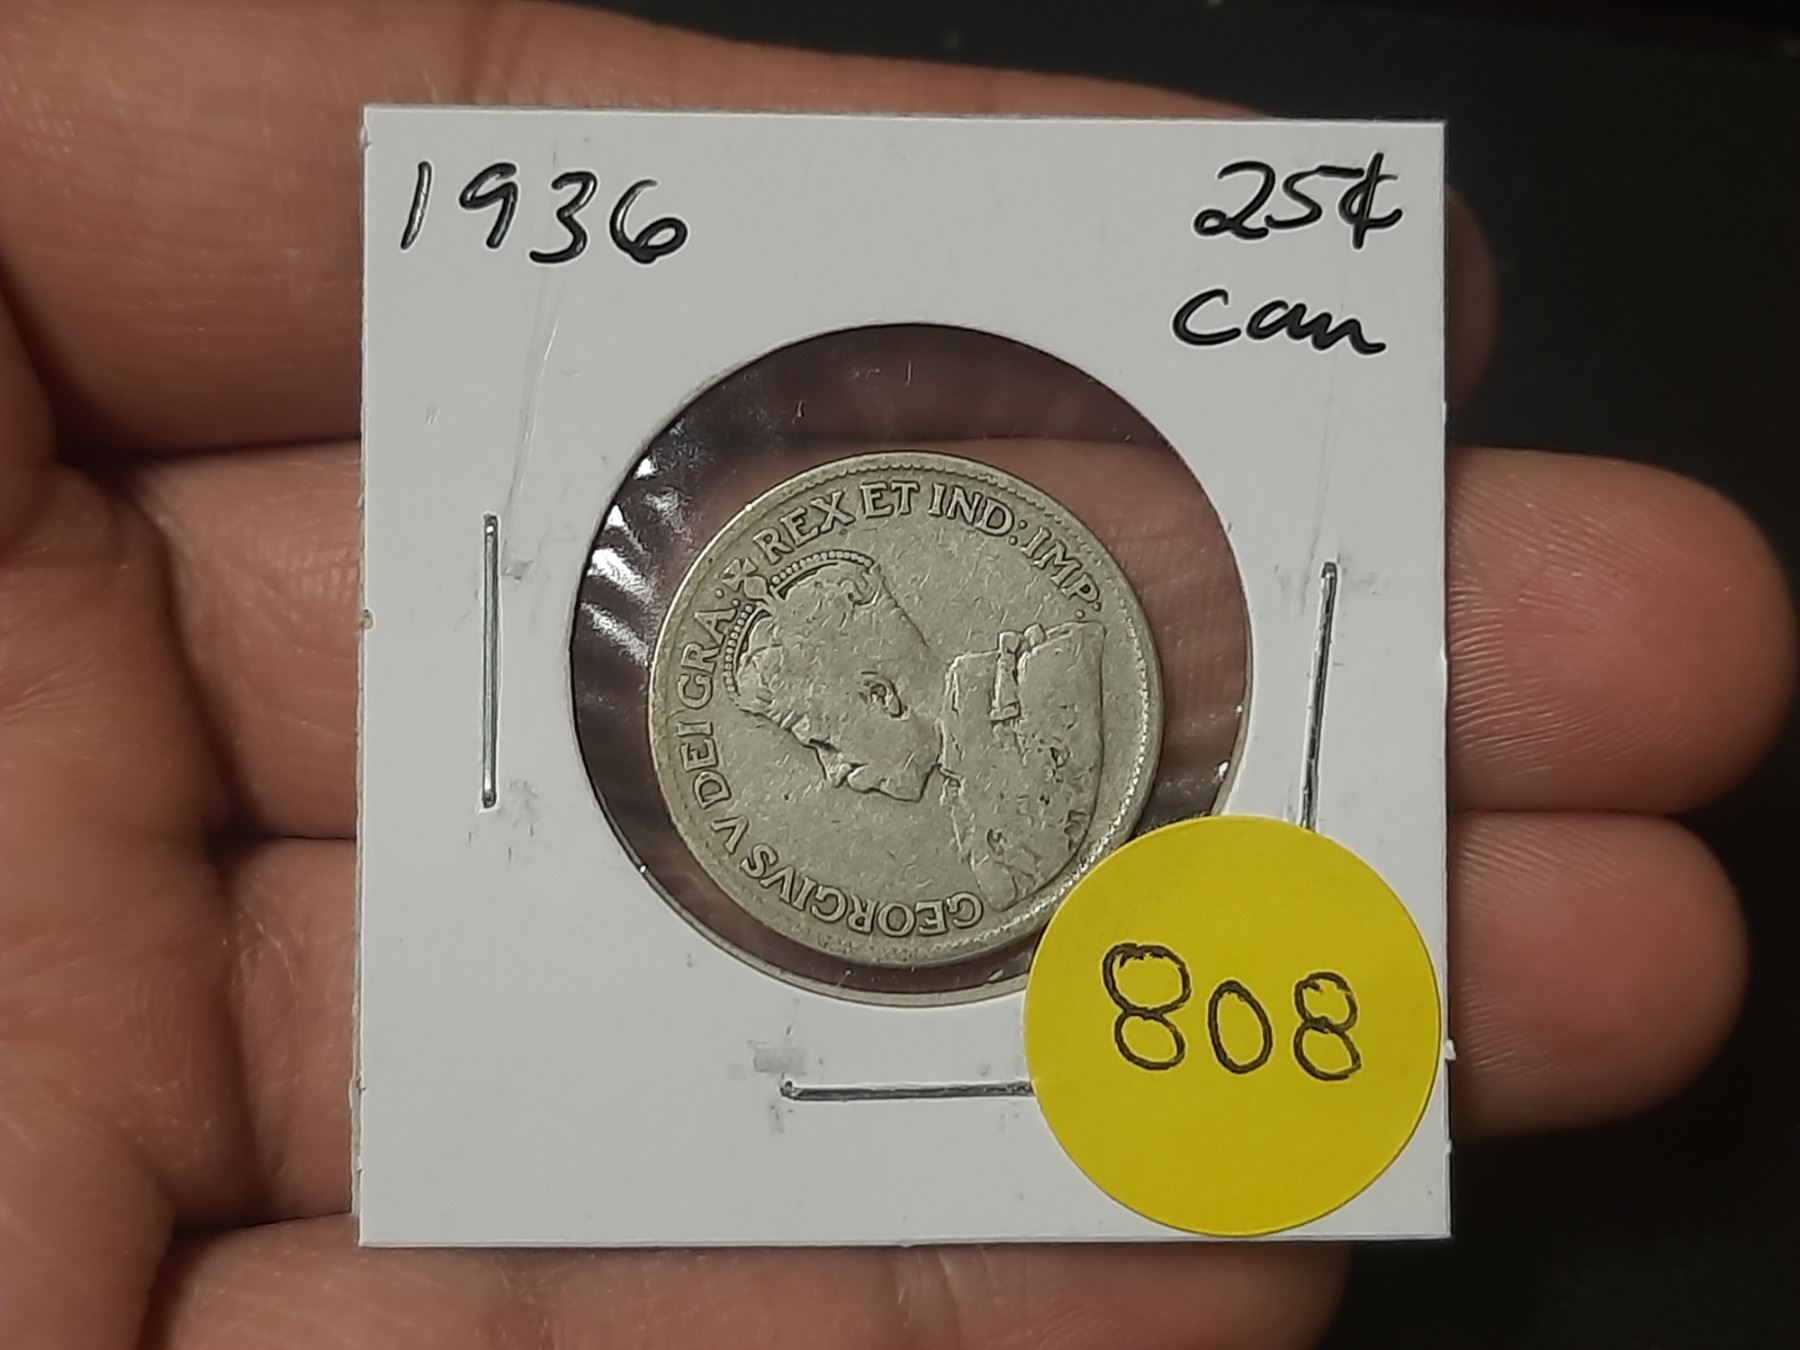 1936
25¢
Can
GEORGIVS V DEI GRA: REX ET IND: IMP:
808